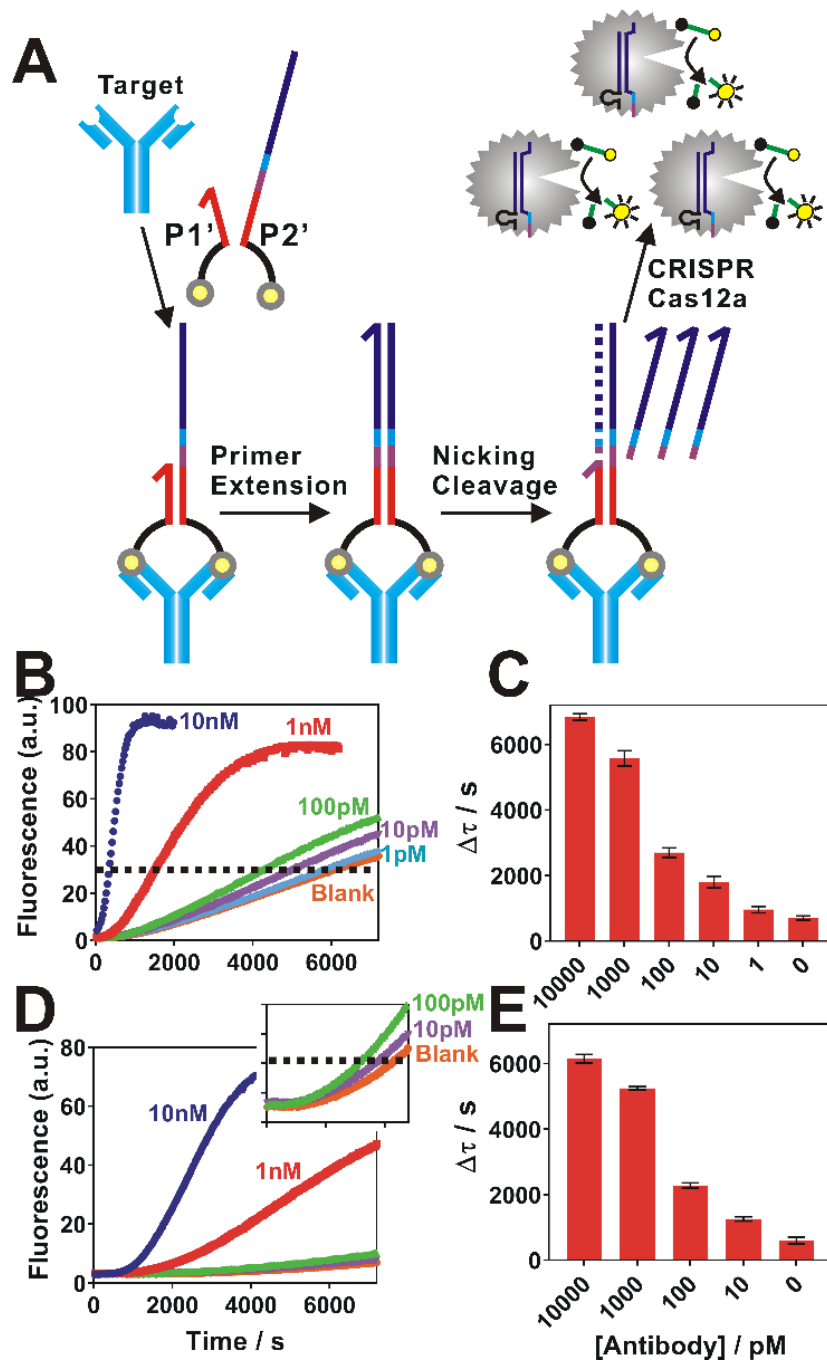 A
Target
P1’
P2’
CRISPR
Cas12a
Primer
Extension
Nicking
Cleavage
B
Fluorescence (a.u.)
100
80
60
40
20
0
10nM
1nM
100pM
10pM
1pM
Blank
0
2000
4000
6000
C
Δτ / s
6000
4000
2000
0
10000
1000
100
10
1
0
D
Fluorescence (a.u.)
80
60
40
20
0
10nM
1nM
100pM
10pM
Blank
0
2000
4000
6000
Time / s
E
Δτ / s
6000
4000
2000
0
10000
1000
100
10
0
[Antibody] / pM